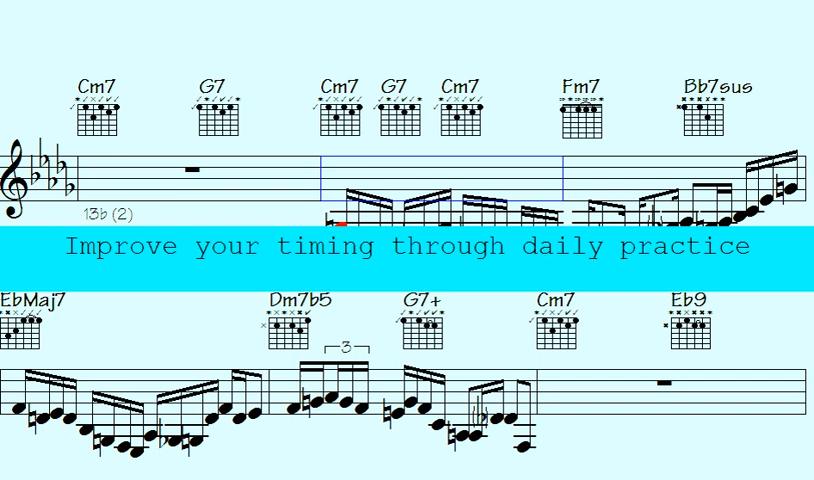 Cm7 G7 Cm7 G7 Cm7 Fm7 Bb7sus
13b (2)
Improve your timing through daily practice
EbMaj7 Dm7b5 G7+ Cm7 Eb9
3